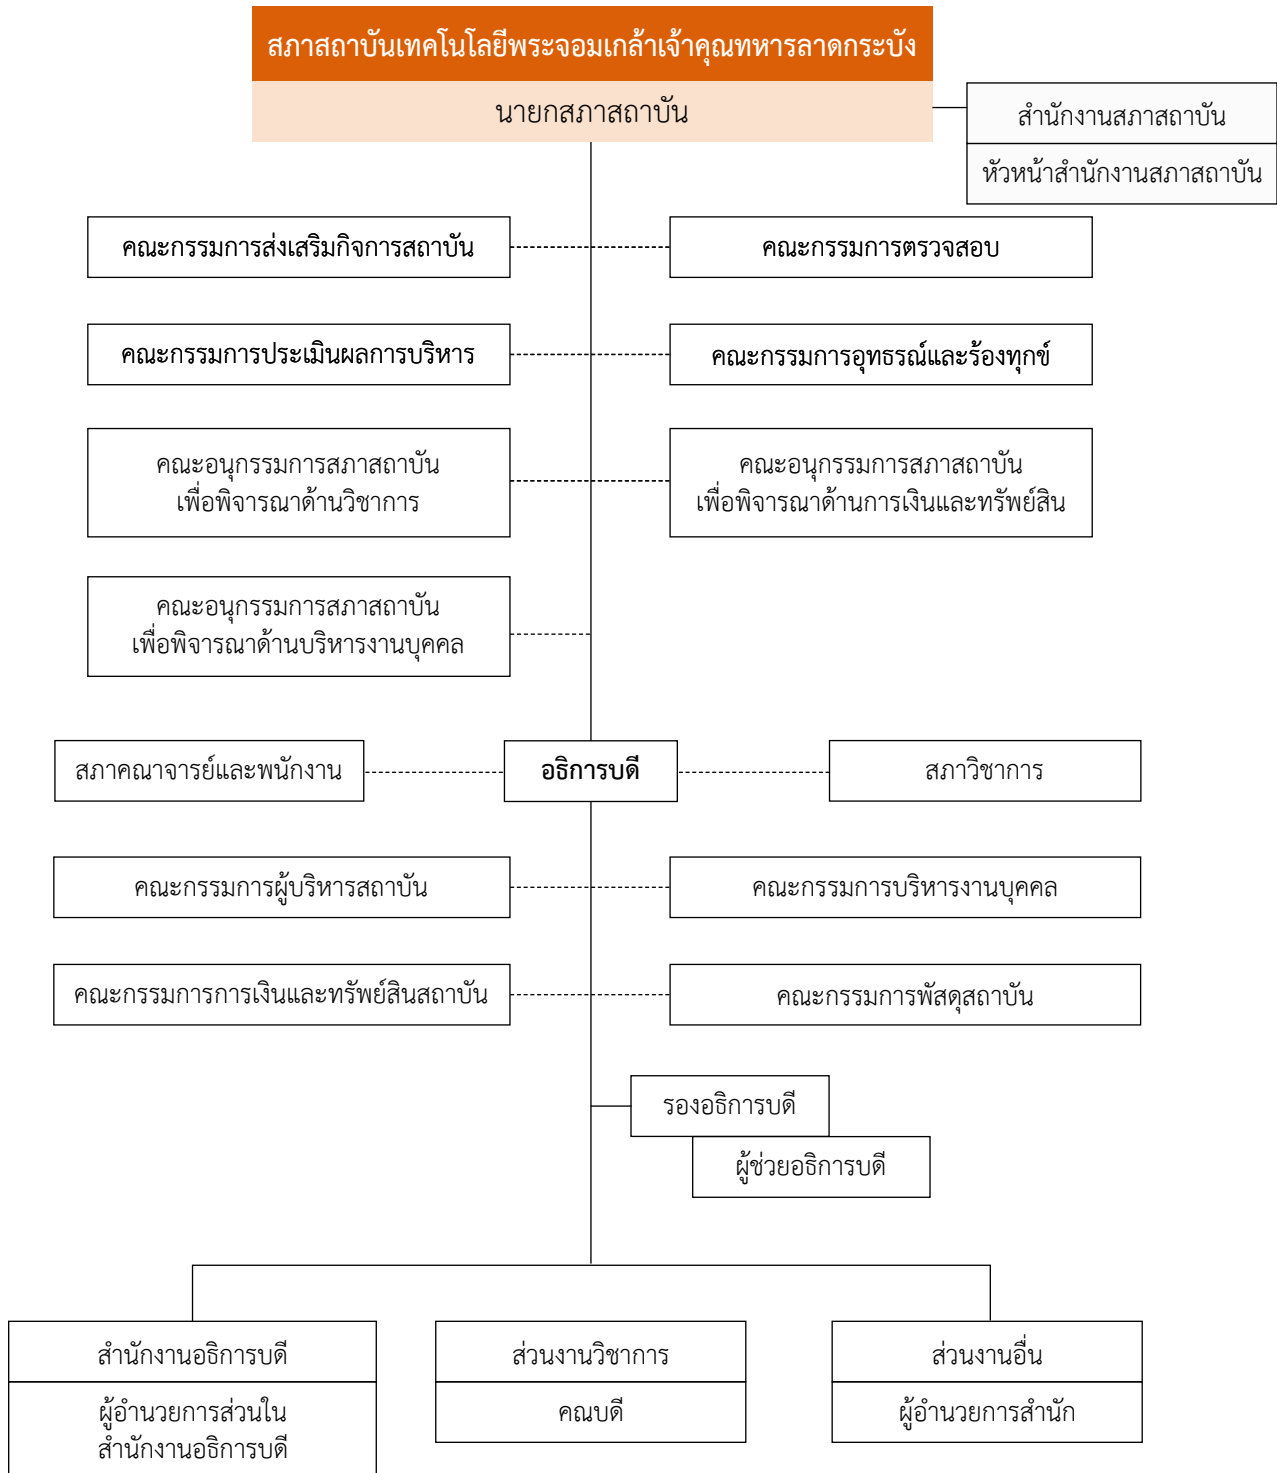 สภาสถาบันเทคโนโลยีพระจอมเกล้าเจ้าคุณทหารลาดกระบัง
นายกสภาสถาบัน
สำนักงานสภาสถาบัน
หัวหน้าสำนักงานสภาสถาบัน
คณะกรรมการส่งเสริมกิจการสถาบัน
คณะกรรมการตรวจสอบ
คณะกรรมการประเมินผลการบริหาร
คณะกรรมการอุทธรณ์และร้องทุกข์
คณะอนุกรรมการสภาสถาบัน
เพื่อพิจารณาด้านวิชาการ
คณะอนุกรรมการสภาสถาบัน
เพื่อพิจารณาด้านการเงินและทรัพย์สิน
คณะอนุกรรมการสภาสถาบัน
เพื่อพิจารณาด้านบริหารงานบุคคล
สภาคณาจารย์และพนักงาน
อธิการบดี
สภาวิชาการ
คณะกรรมการผู้บริหารสถาบัน
คณะกรรมการบริหารงานบุคคล
คณะกรรมการการเงินและทรัพย์สินสถาบัน
คณะกรรมการพัสดุสถาบัน
รองอธิการบดี
ผู้ช่วยอธิการบดี
สำนักงานอธิการบดี
ผู้อำนวยการส่วนใน
สำนักงานอธิการบดี
ส่วนงานวิชาการ
คณบดี
ส่วนงานอื่น
ผู้อำนวยการสำนัก